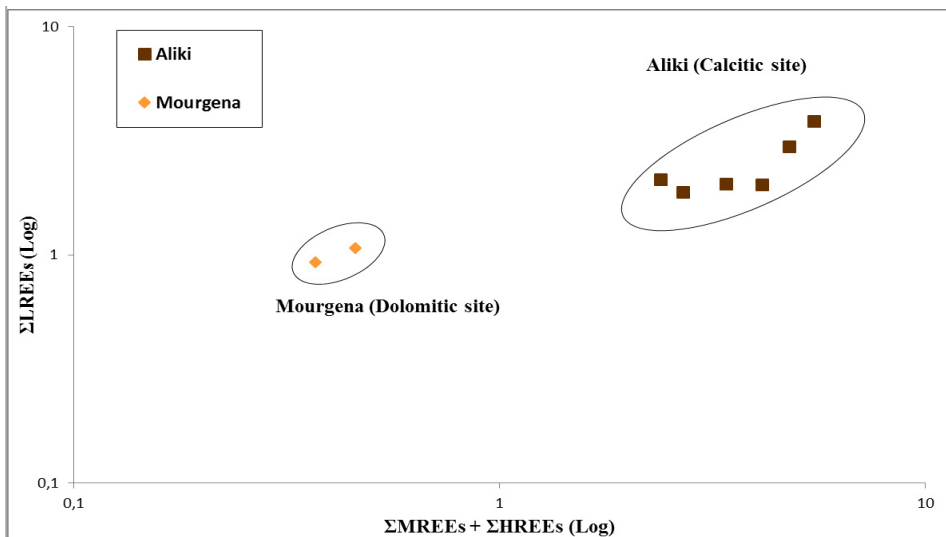 10
Aliki
Mourgena
Aliki (Calcitic site)
ΣLREEs (Log)
1
Mourgena (Dolomitic site)
0,1
0,1
1
10
ΣMREEs + ΣHREEs (Log)